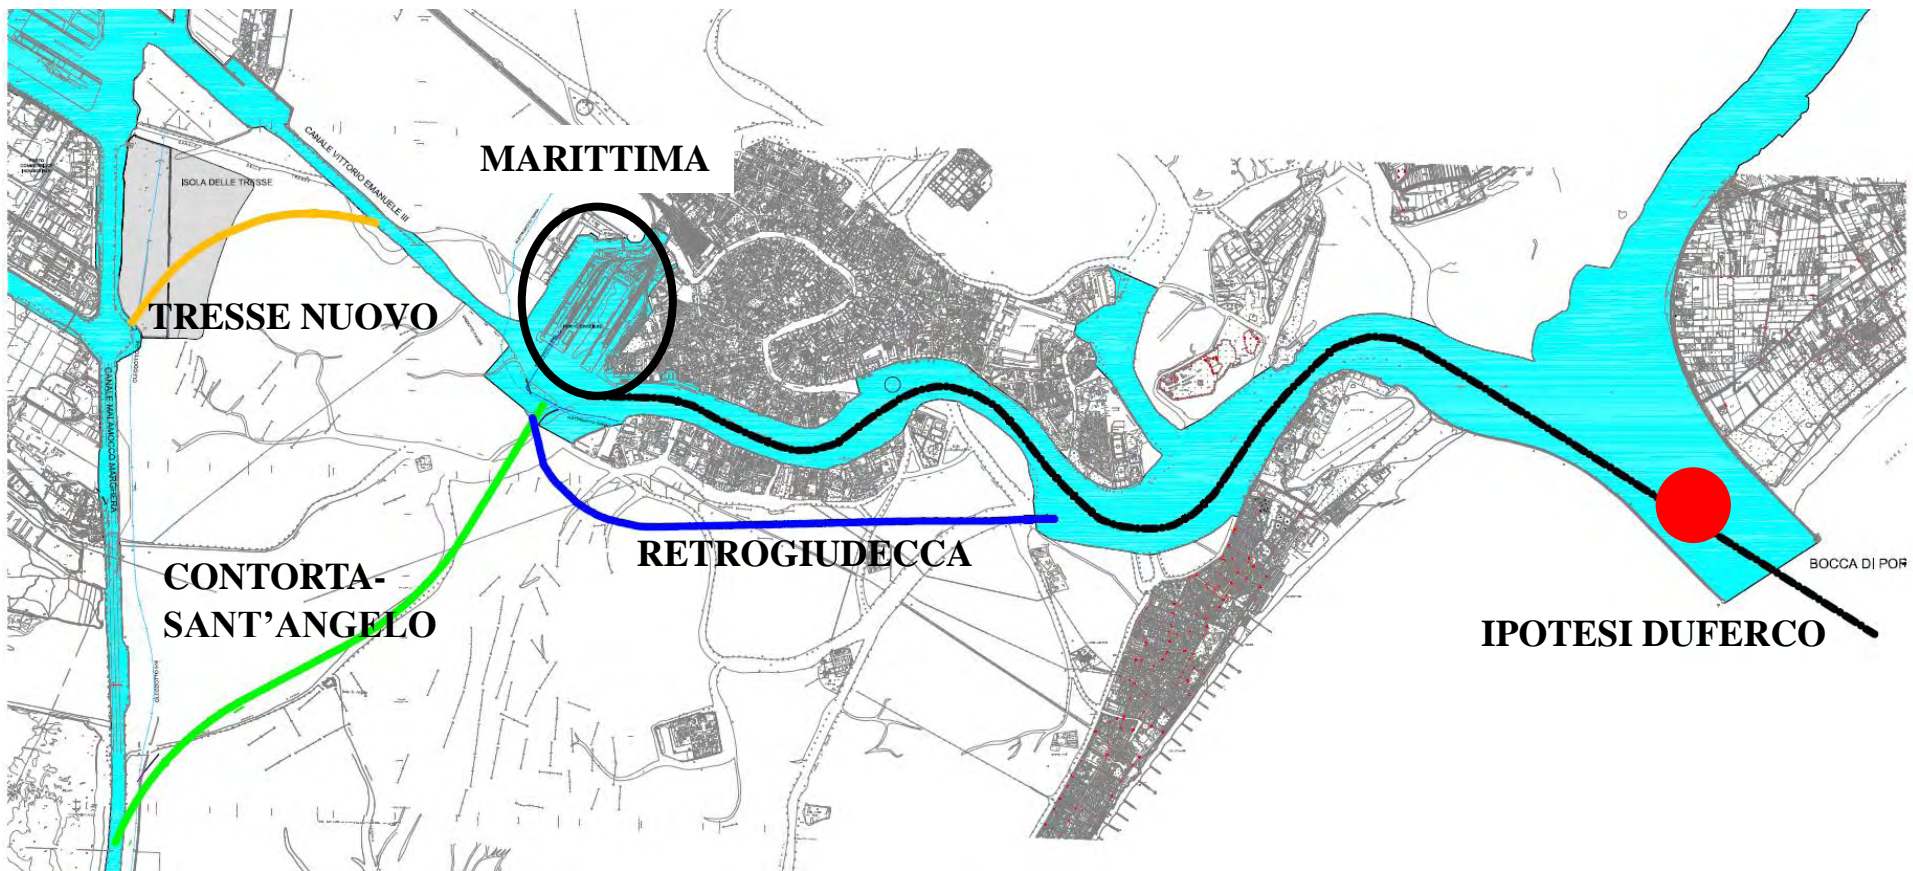 MARITTIMA
CANALE VITTORIO EMANUELE III
ISOLA DELLE TRESSE
TRESSE NUOVO
CANALE MALAMOCCO MARGHERA
RETROGIUDECCA
CONTORTA-
SANT'ANGELO
BOCCA DI POR
IPOTESI DUFERCO